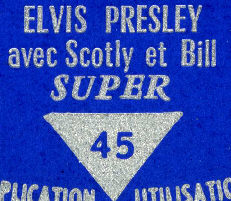 ELVIS PRESLEY
avec Scotly et Bill
SUPER
45
PLICATION UTILISATIO